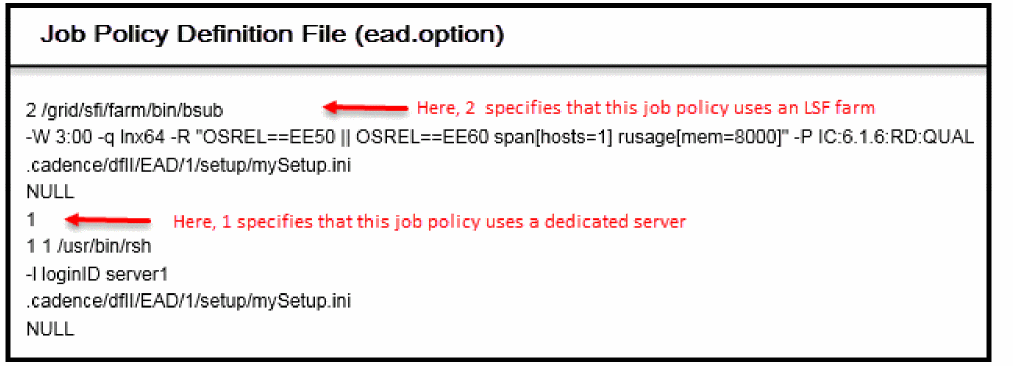 Job Policy Definition File (ead.option)
2 /grid/sfi/farm/bin/bsub Here, 2 specifies that this job policy uses an LSF farm
-W 3:00 -q lnx64 -R "OSREL==EE50 || OSREL==EE60 span[hosts=1] rusage[mem=8000]" -P IC:6.1.6:RD:QUAL
.cadence/dfII/EAD/1/setup/mySetup.ini
NULL
1 Here, 1 specifies that this job policy uses a dedicated server
1 1 /usr/bin/rsh
-l loginID server1
.cadence/dfII/EAD/1/setup/mySetup.ini
NULL